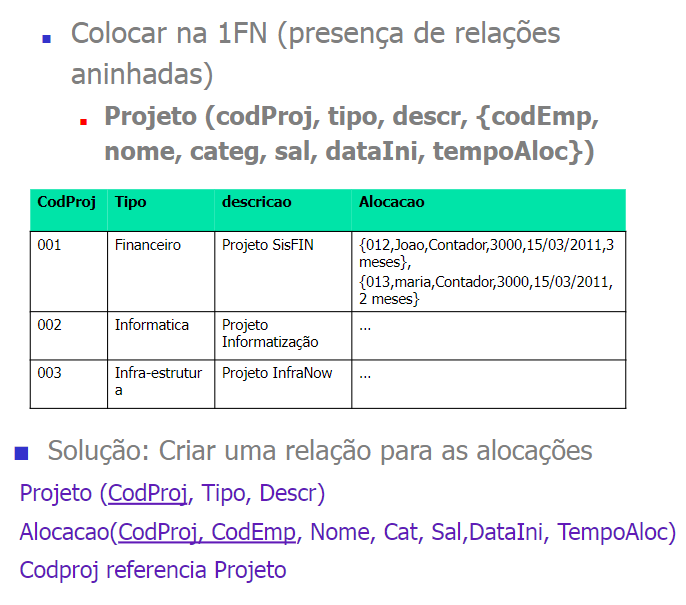 Colocar na 1FN (presença de relações
aninhadas)
Projeto (codProj, tipo, descr, {codEmp,
nome, categ, sal, dataIni, tempoAloc})
CodProj Tipo descricao Alocacao
001 Financeiro Projeto SisFIN {012,Joao,Contador,3000,15/03/2011,3
meses},
{013,maria,Contador,3000,15/03/2011,
2 meses}
002 Informatica Projeto ...
Informatização
003 Infra-estrutur Projeto InfraNow ...
a
Solução: Criar uma relação para as alocações
Projeto (CodProj, Tipo, Descr)
Alocacao(CodProj, CodEmp, Nome, Cat, Sal,DataIni, TempoAloc)
Codproj referencia Projeto